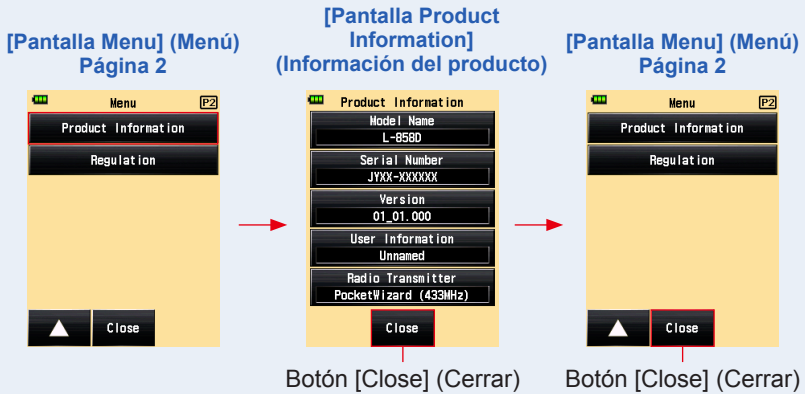 [Pantalla Menu] (Menú)
Página 2
P2
Menu
Product Information
Regulation
Close
[Pantalla Product
Information]
(Información del producto)
Product Information
Model Name
L-858D
Serial Number
JYXX-XXXXXX
Version
01_01.000
User Information
Unnamed
Radio Transmitter
PocketWizard (433MHz)
Close
Botón [Close] (Cerrar)
[Pantalla Menu] (Menú)
Página 2
Menu
P2
Product Information
Regulation
Close
Botón [Close] (Cerrar)